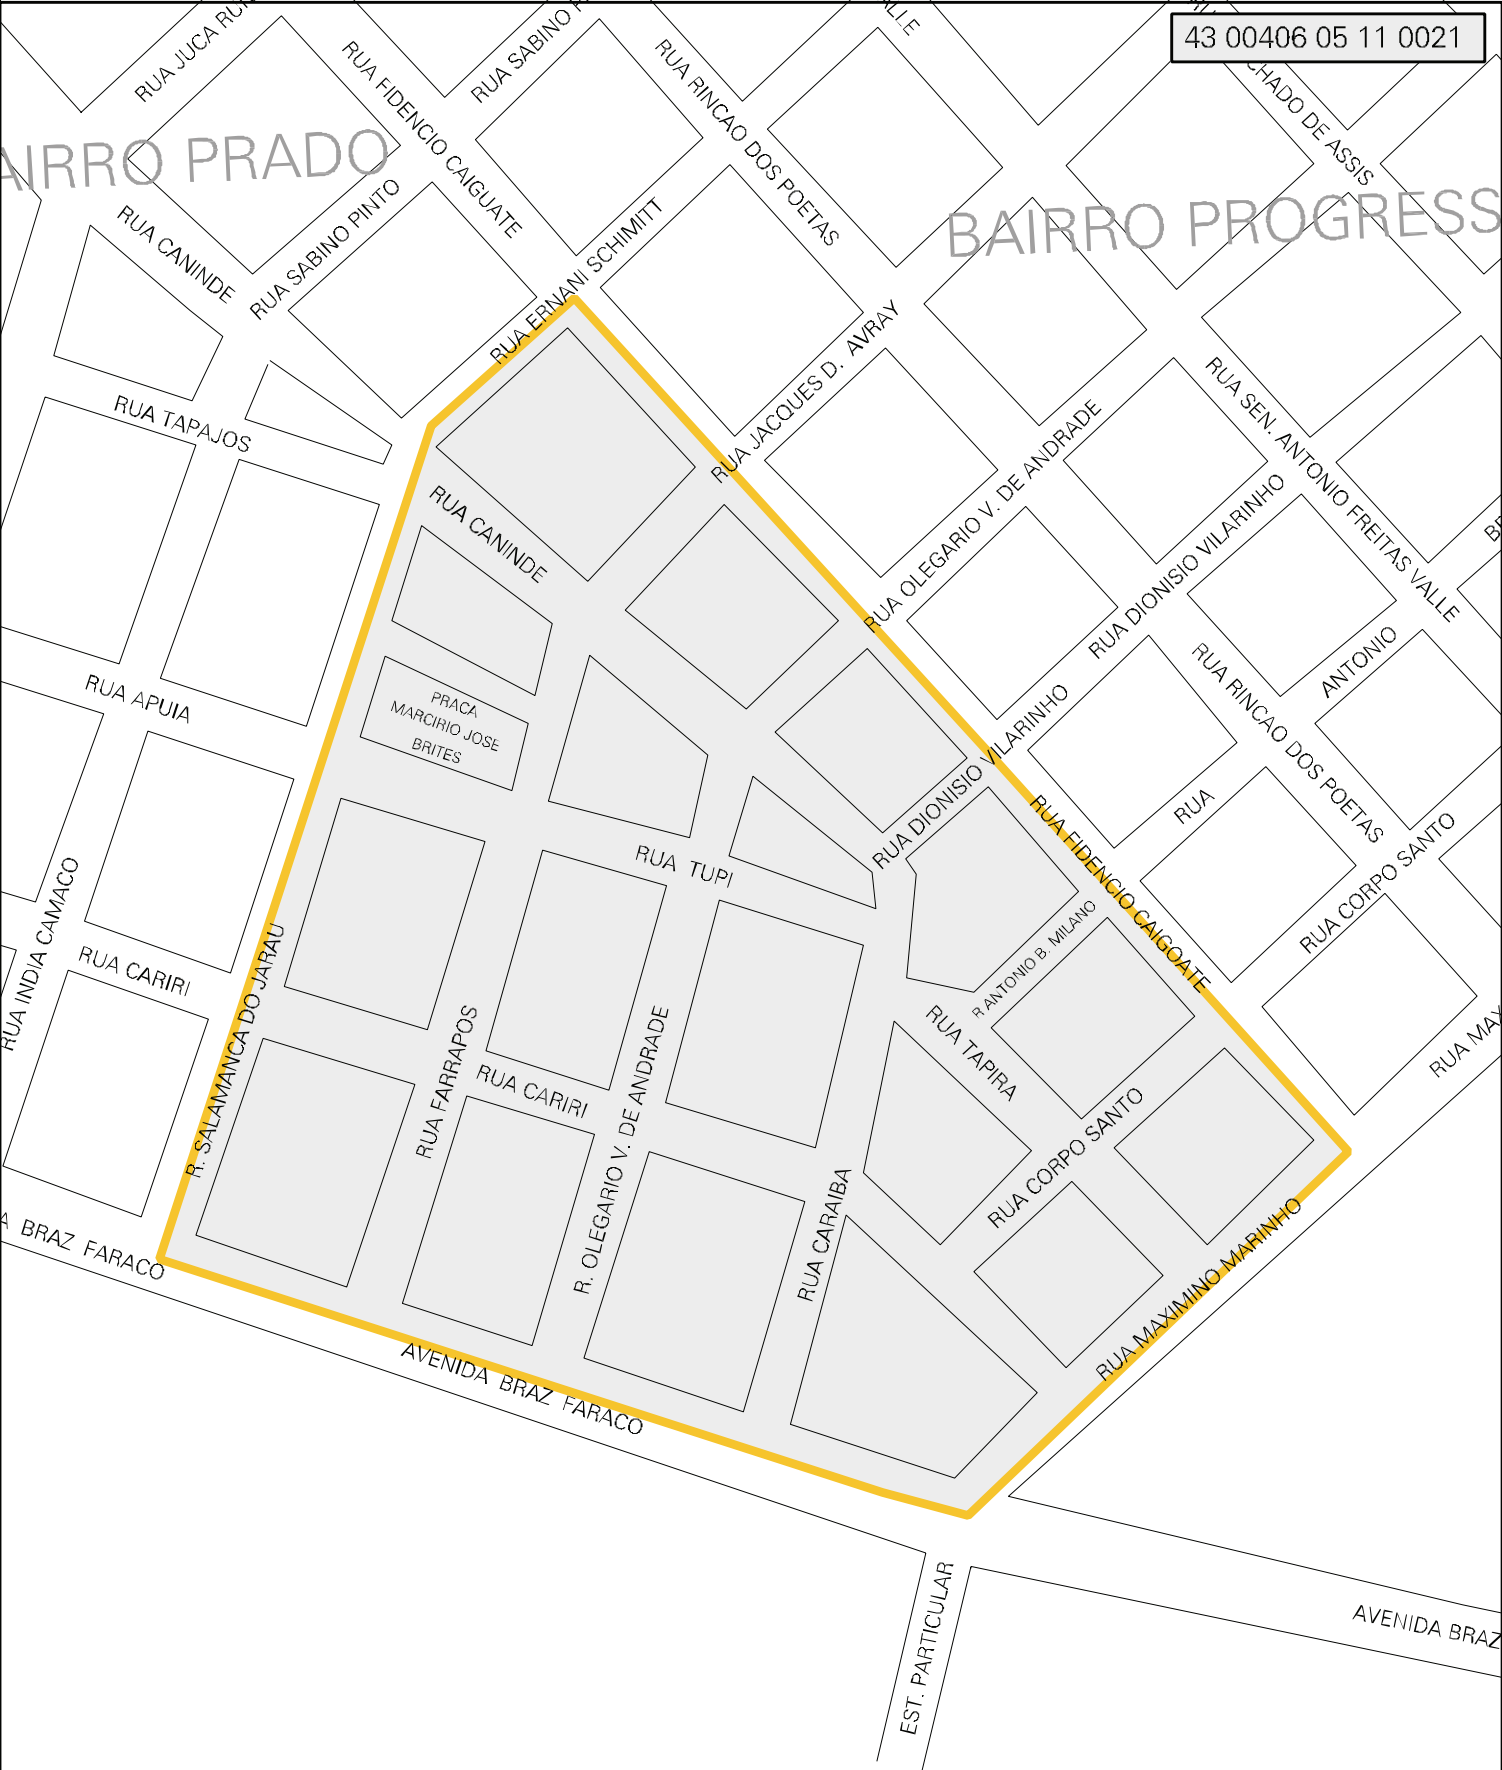 43 00406 05 11 0021
RUA JUCA
RUA FIDENCIO CAIGUATE
RUA SABINO
RUA RINCAO DOS POETAS
ALLE
CHADO DE ASSIS
AIRRO PRADO
BAIRRO PROGRESS
RUA CANINDE
RUA SABINO PINTO
RUA ERNANI SCHIMITT
RUA TAPAJOS
RUA JACQUES D. AVRAY
RUA OLEGARIO V. DE ANDRADE
RUA SEN. ANTONIO FREITAS VALLE
RUA DIONISIO VILARINHO
RUA CANINDE
RUA APUIA
PRACA
MARCIRIO JOSE
BRITES
RUA RINCAO DOS POETAS
ANTONIO
RUA
RUA DIONISIO VILARINHO
RUA TUPI
RUA FIDENCIO CAIGOATE
RUA CORPO SANTO
RUA INDIA CAMACO
RUA CARIRI
R. SALAMANCA DO JARAU
RUA FARRAPOS
RUA CARIRI
R. OLEGARIO V. DE ANDRADE
R ANTONIO B. MILANO
RUA TAPIRA
RUA CORPO SANTO
RUA MAX
RUA CARAIBA
RUA MAXIMINO MARINHO
A BRAZ FARACO
AVENIDA BRAZ FARACO
EST. PARTICULAR
AVENIDA BRAZ